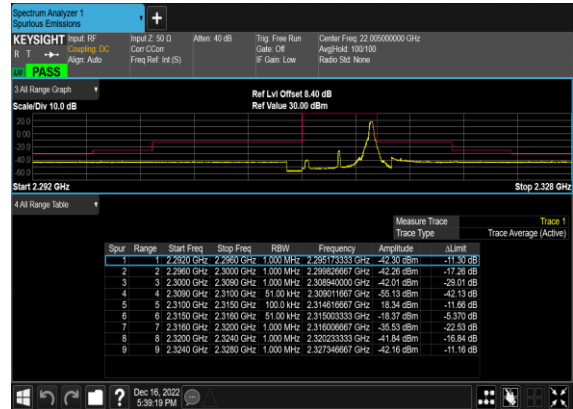 Spectrum Analyzer 1
Spurious Emissions
+
KEYSIGHT Input: RF Input Z: 50 Ω Atten: 40 dB Trig: Free Run Center Freq: 22.005000000 GHz
R T Coupling: DC Corr CCorr Gate: Off Avg|Hold: 100/100
Align: Auto Freq Ref: Int (S) IF Gain: Low Radio Std: None
LXI PASS
3 All Range Graph
Ref Lvl Offset 8.40 dB
Scale/Div 10.0 dB Ref Value 30.00 dBm
20.0
0.00
-20.0
-40.0
-60.0
Start 2.292 GHz Stop 2.328 GHz
4 All Range Table
Measure Trace Trace 1
Trace Type Trace Average (Active)
Spur Range Start Freq Stop Freq RBW Frequency Amplitude ΔLimit
1 1 2.2920 GHz 2.2960 GHz 1.000 MHz 2.295173333 GHz -42.30 dBm -11.30 dB
2 2 2.2960 GHz 2.3000 GHz 1.000 MHz 2.299826667 GHz -42.26 dBm -17.26 dB
3 3 2.3000 GHz 2.3090 GHz 1.000 MHz 2.308940000 GHz -42.01 dBm -29.01 dB
4 4 2.3090 GHz 2.3100 GHz 51.00 kHz 2.309011667 GHz -55.13 dBm -42.13 dB
5 5 2.3100 GHz 2.3150 GHz 100.0 kHz 2.314616667 GHz 18.34 dBm -11.66 dB
6 6 2.3150 GHz 2.3160 GHz 51.00 kHz 2.315003333 GHz -18.37 dBm -5.370 dB
7 7 2.3160 GHz 2.3200 GHz 1.000 MHz 2.316006667 GHz -35.53 dBm -22.53 dB
8 8 2.3200 GHz 2.3240 GHz 1.000 MHz 2.320233333 GHz -41.84 dBm -16.84 dB
9 9 2.3240 GHz 2.3280 GHz 1.000 MHz 2.327346667 GHz -42.16 dBm -11.16 dB
? Dec 16, 2022
5:39:19 PM